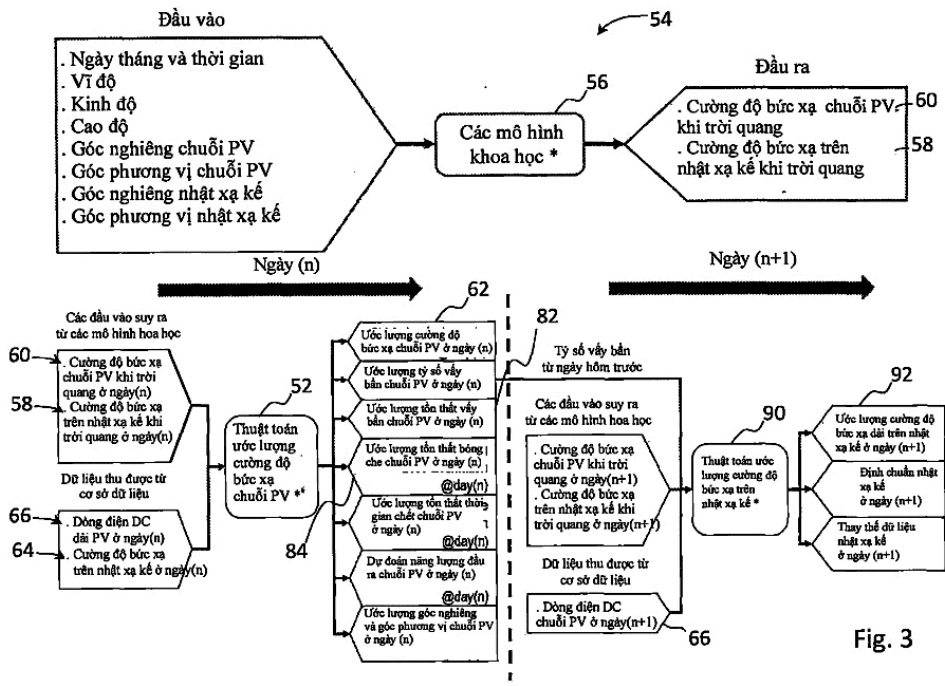 54
Đầu vào
. Ngày tháng và thời gian
. Vĩ độ
. Kinh độ
. Cao độ
. Góc nghiêng chuỗi PV
. Góc phương vị chuỗi PV
. Góc nghiêng nhật xạ kế
. Góc phương vị nhật xạ kế
56
Các mô hình
khoa học *
Đầu ra
. Cường độ bức xạ chuỗi PV
khi trời quang
. Cường độ bức xạ trên
nhật xạ kế khi trời quang
60
58
Ngày (n)
Ngày (n+1)
Các đầu vào suy ra
từ các mô hình hoa học
60
. Cường độ bức xạ
chuỗi PV khi trời
quang ở ngày(n)
58
. Cường độ bức xạ
trên nhật xạ kế khi
trời quang ở ngày(n)
Dữ liệu thu được từ
cơ sở dữ liệu
66
. Dòng điện DC
dải PV ở ngày(n)
64
. Cường độ bức xạ
trên nhật xạ kế ở ngày(n)
52
Thuật toán
ước lượng
cường độ
bức xạ
chuỗi PV *
62
Ước lượng cường độ
bức xạ chuỗi PV ở ngày (n)
Ước lượng tỷ số vấy
bẩn chuỗi PV ở ngày (n)
82
Ước lượng tổn thất vấy
bẩn chuỗi PV ở ngày (n)
Ước lượng tổn thất bóng
che chuỗi PV ở ngày (n)
@day(n)
84
Ước lượng tổn thất thời
gian chết chuỗi PV
ở ngày (n)
@day(n)
Dự đoán năng lượng đầu
ra chuỗi PV ở ngày (n)
@day(n)
Ước lượng góc nghiêng
và góc phương vị chuỗi PV
ở ngày (n)
Tỷ số vấy bẩn
từ ngày hôm trước
Các đầu vào suy ra
từ các mô hình hoa học
. Cường độ bức xạ
chuỗi PV khi trời
quang ở ngày(n+1)
. Cường độ bức xạ
trên nhật xạ kế khi
trời quang ở ngày(n+1)
Dữ liệu thu được từ
cơ sở dữ liệu
. Dòng điện DC
chuỗi PV ở ngày(n+1)
66
90
Thuật toán ước
lượng cường độ
bức xạ trên
nhật xạ kế *
92
Ước lượng cường độ
bức xạ dải trên nhật
xạ kế ở ngày (n+1)
Định chuẩn nhật
xạ kế
ở ngày (n+1)
Thay thế dữ liệu
nhật xạ kế
ở ngày (n+1)
Fig. 3